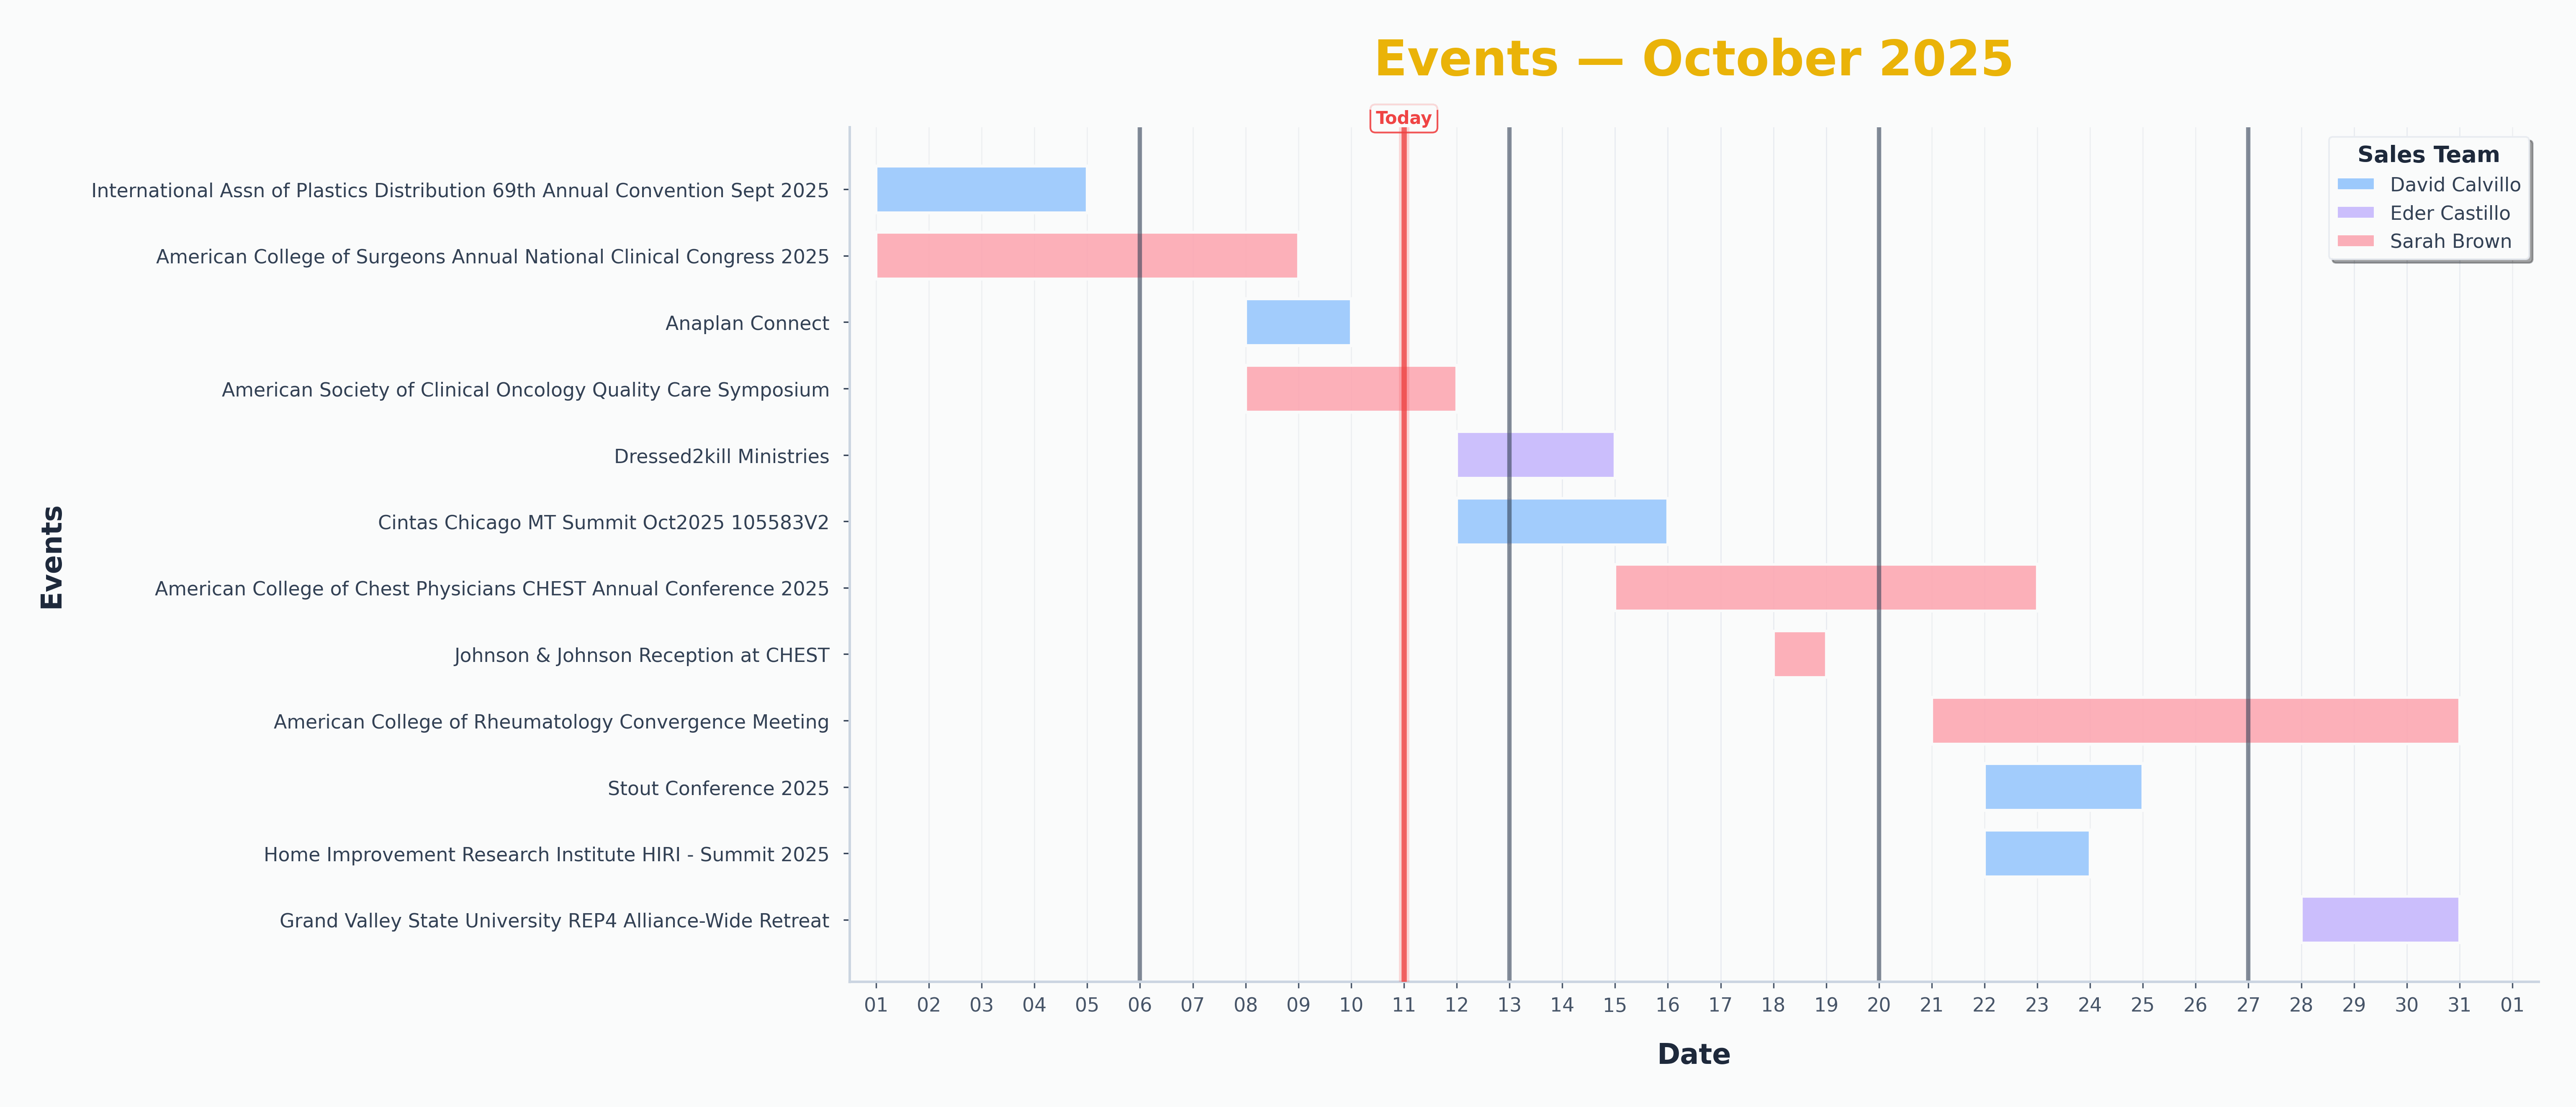 Events — October 2025
Today
Sales Team
David Calvillo
Eder Castillo
Sarah Brown
International Assn of Plastics Distribution 69th Annual Convention Sept 2025
American College of Surgeons Annual National Clinical Congress 2025
Anaplan Connect
American Society of Clinical Oncology Quality Care Symposium
Dressed2kill Ministries
Cintas Chicago MT Summit Oct2025 105583V2
American College of Chest Physicians CHEST Annual Conference 2025
Johnson & Johnson Reception at CHEST
American College of Rheumatology Convergence Meeting
Stout Conference 2025
Home Improvement Research Institute HIRI - Summit 2025
Grand Valley State University REP4 Alliance-Wide Retreat
Events
01 02 03 04 05 06 07 08 09 10 11 12 13 14 15 16 17 18 19 20 21 22 23 24 25 26 27 28 29 30 31 01
Date